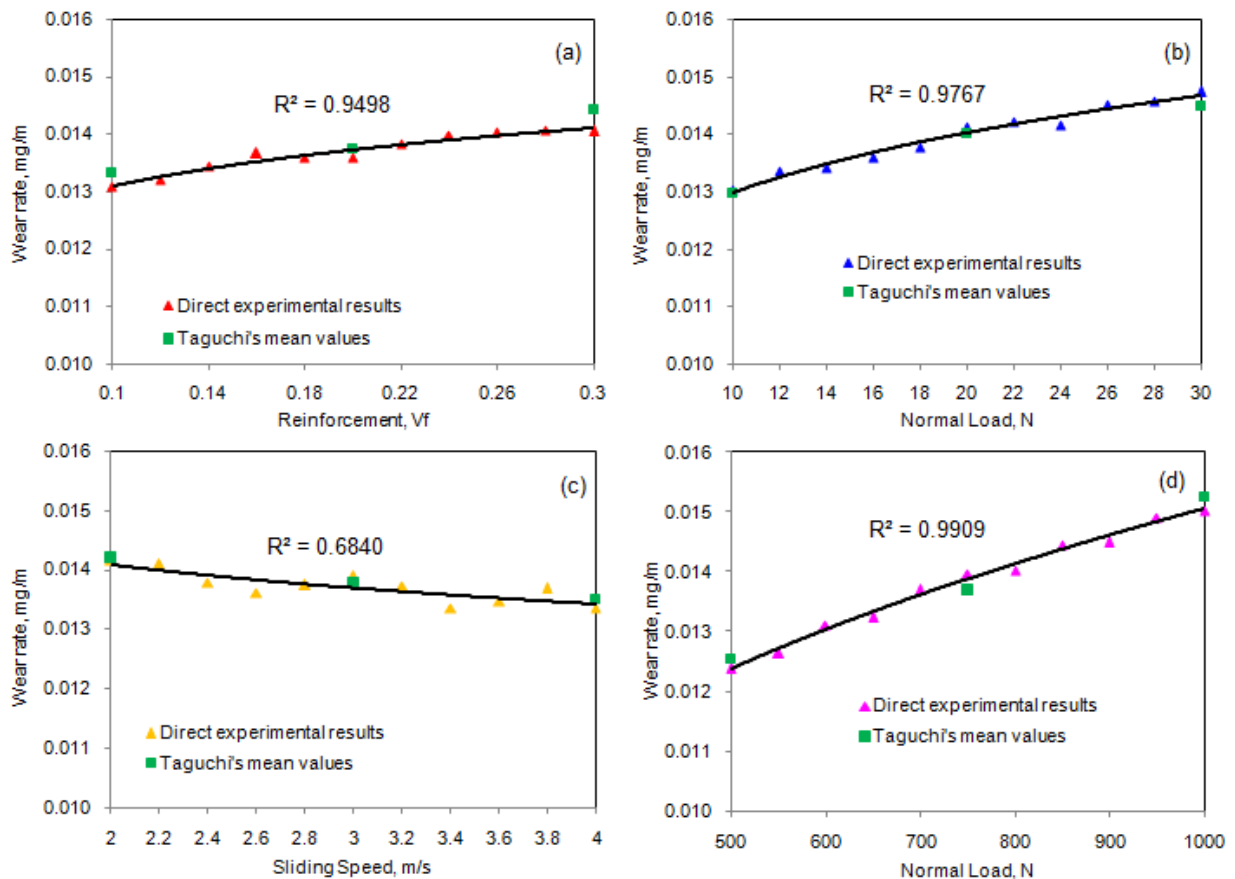 0.016
0.015
0.014
0.013
0.012
0.011
0.010
Wear rate, mg/m
(a)
R² = 0.9498
Direct experimental results
Taguchi's mean values
0.1 0.14 0.18 0.22 0.26 0.3
Reinforcement, Vf
0.016
0.015
0.014
0.013
0.012
0.011
0.010
Wear rate, mg/m
(b)
R² = 0.9767
Direct experimental results
Taguchi's mean values
10 12 14 16 18 20 22 24 26 28 30
Normal Load, N
0.016
0.015
0.014
0.013
0.012
0.011
0.010
Wear rate, mg/m
(c)
R² = 0.6840
Direct experimental results
Taguchi's mean values
2 2.2 2.4 2.6 2.8 3 3.2 3.4 3.6 3.8 4
Sliding Speed, m/s
0.016
0.015
0.014
0.013
0.012
0.011
0.010
Wear rate, mg/m
(d)
R² = 0.9909
Direct experimental results
Taguchi's mean values
500 600 700 800 900 1000
Normal Load, N